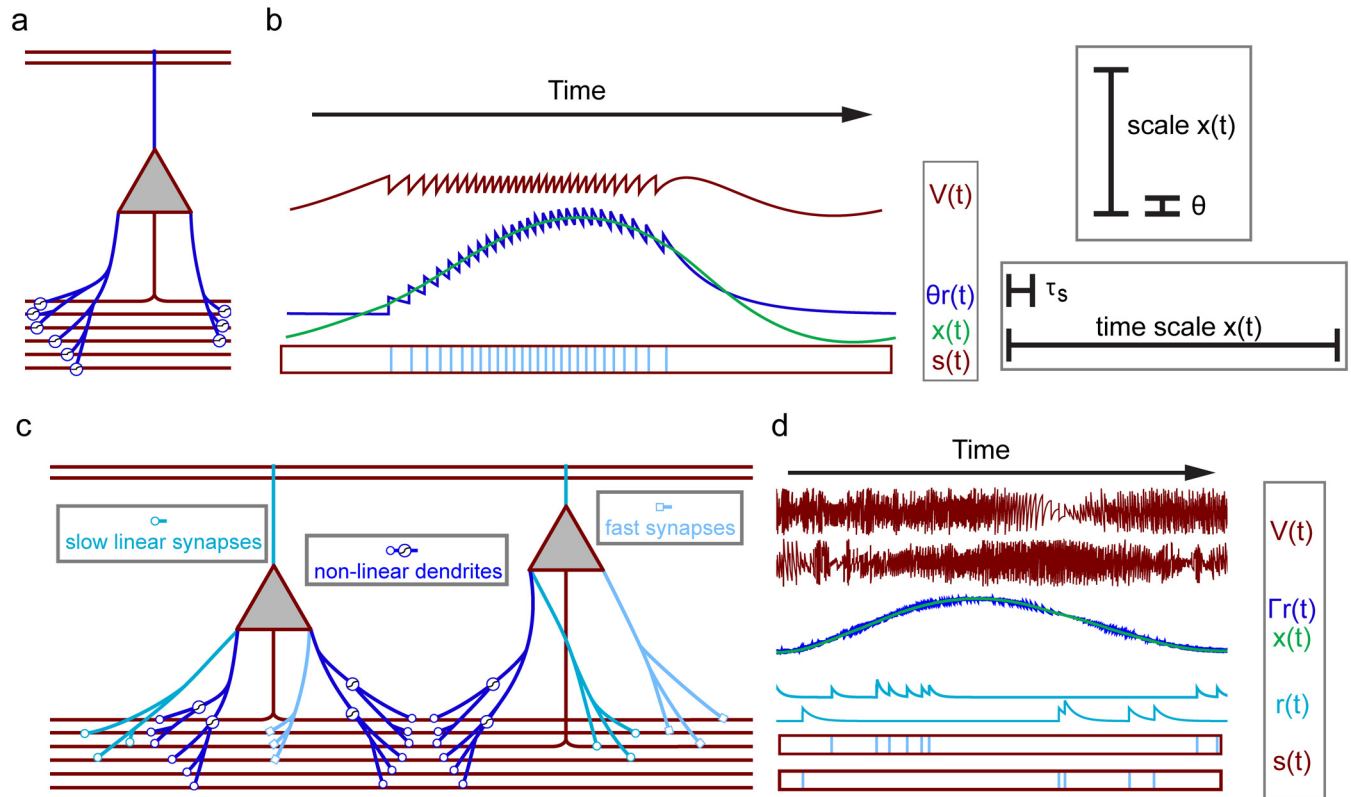 a
b
Time
V(t)
θr(t)
x(t)
s(t)
scale x(t)
θ
τs
time scale x(t)
c
slow linear synapses
non-linear dendrites
fast synapses
d
Time
V(t)
Γr(t)
x(t)
r(t)
s(t)